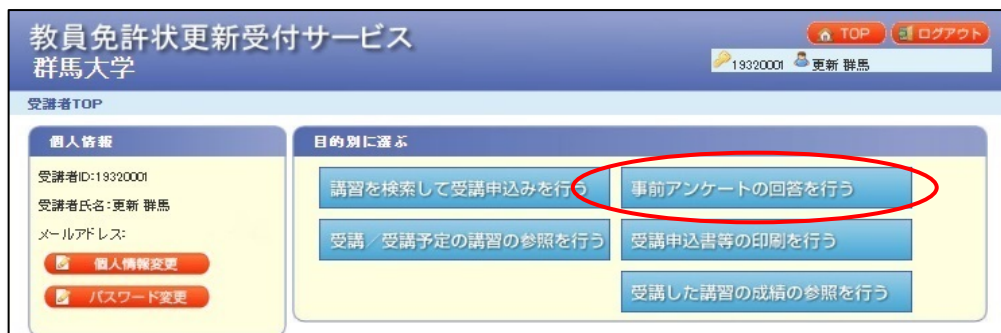 教員免許状更新受付サービス
群馬大学
TOP
ログアウト
19320001 更新 群馬
受講者TOP
個人情報
受講者ID:19320001
受講者氏名:更新 群馬
メールアドレス:
個人情報変更
パスワード変更
目的別に選ぶ
講習を検索して受講申込みを行う
事前アンケートの回答を行う
受講/受講予定の講習の参照を行う
受講申込書等の印刷を行う
受講した講習の成績の参照を行う